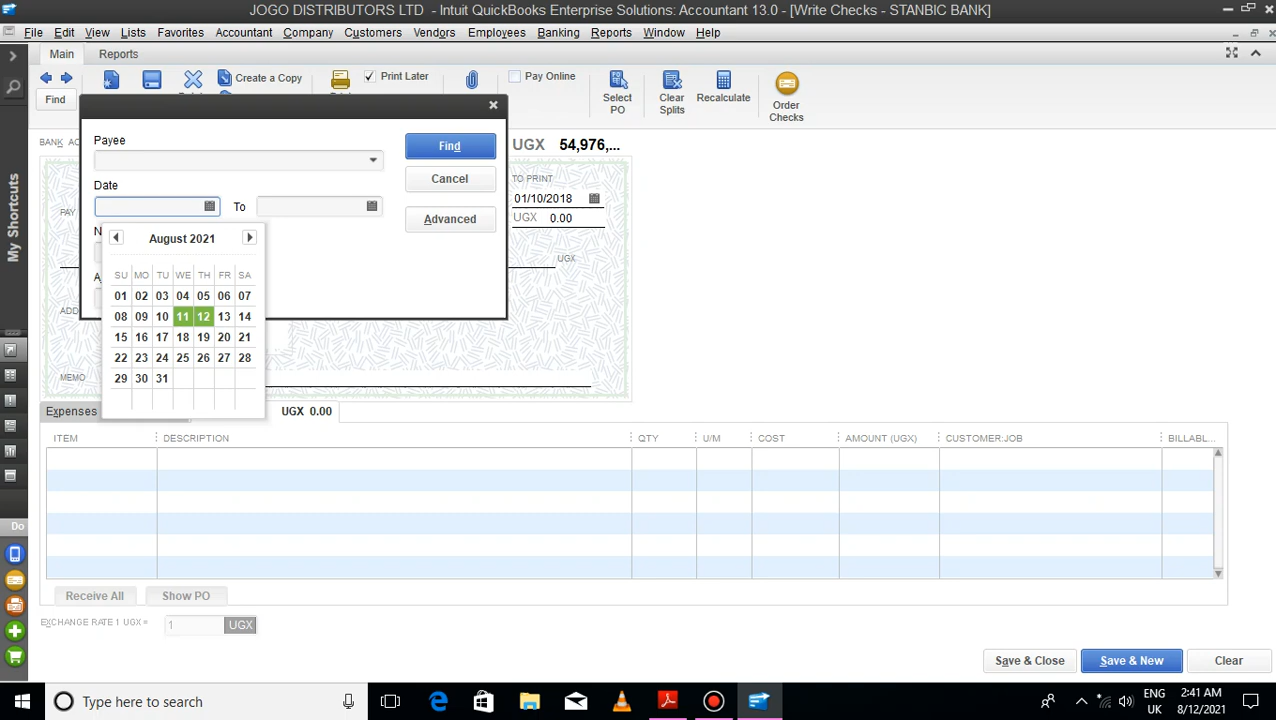 JOGO DISTRIBUTORS LTD - Intuit QuickBooks Enterprise Solutions: Accountant 13.0 - [Write Checks - STANBIC BANK]
File Edit View Lists Favorites Accountant Company Customers Vendors Employees Banking Reports Window Help
Main Reports
Find
Create a Copy
Print Later
Pay Online
Select PO
Clear Splits
Recalculate
Order Checks
BANK AC
UGX 54,976,...
Payee
Find
Cancel
Date
To
Advanced
N
A
August 2021
SU MO TU WE TH FR SA
01 02 03 04 05 06 07
08 09 10 11 12 13 14
15 16 17 18 19 20 21
22 23 24 25 26 27 28
29 30 31
PAY
ADD
MEMO
TO PRINT
01/10/2018
UGX 0.00
UGX
Expenses
UGX 0.00
ITEM DESCRIPTION QTY U/M COST AMOUNT (UGX) CUSTOMER:JOB BILLABL...
Receive All Show PO
EXCHANGE RATE 1 UGX = 1 UGX
Save & Close Save & New Clear
My Shortcuts
Do
Type here to search
ENG
UK
2:41 AM
8/12/2021